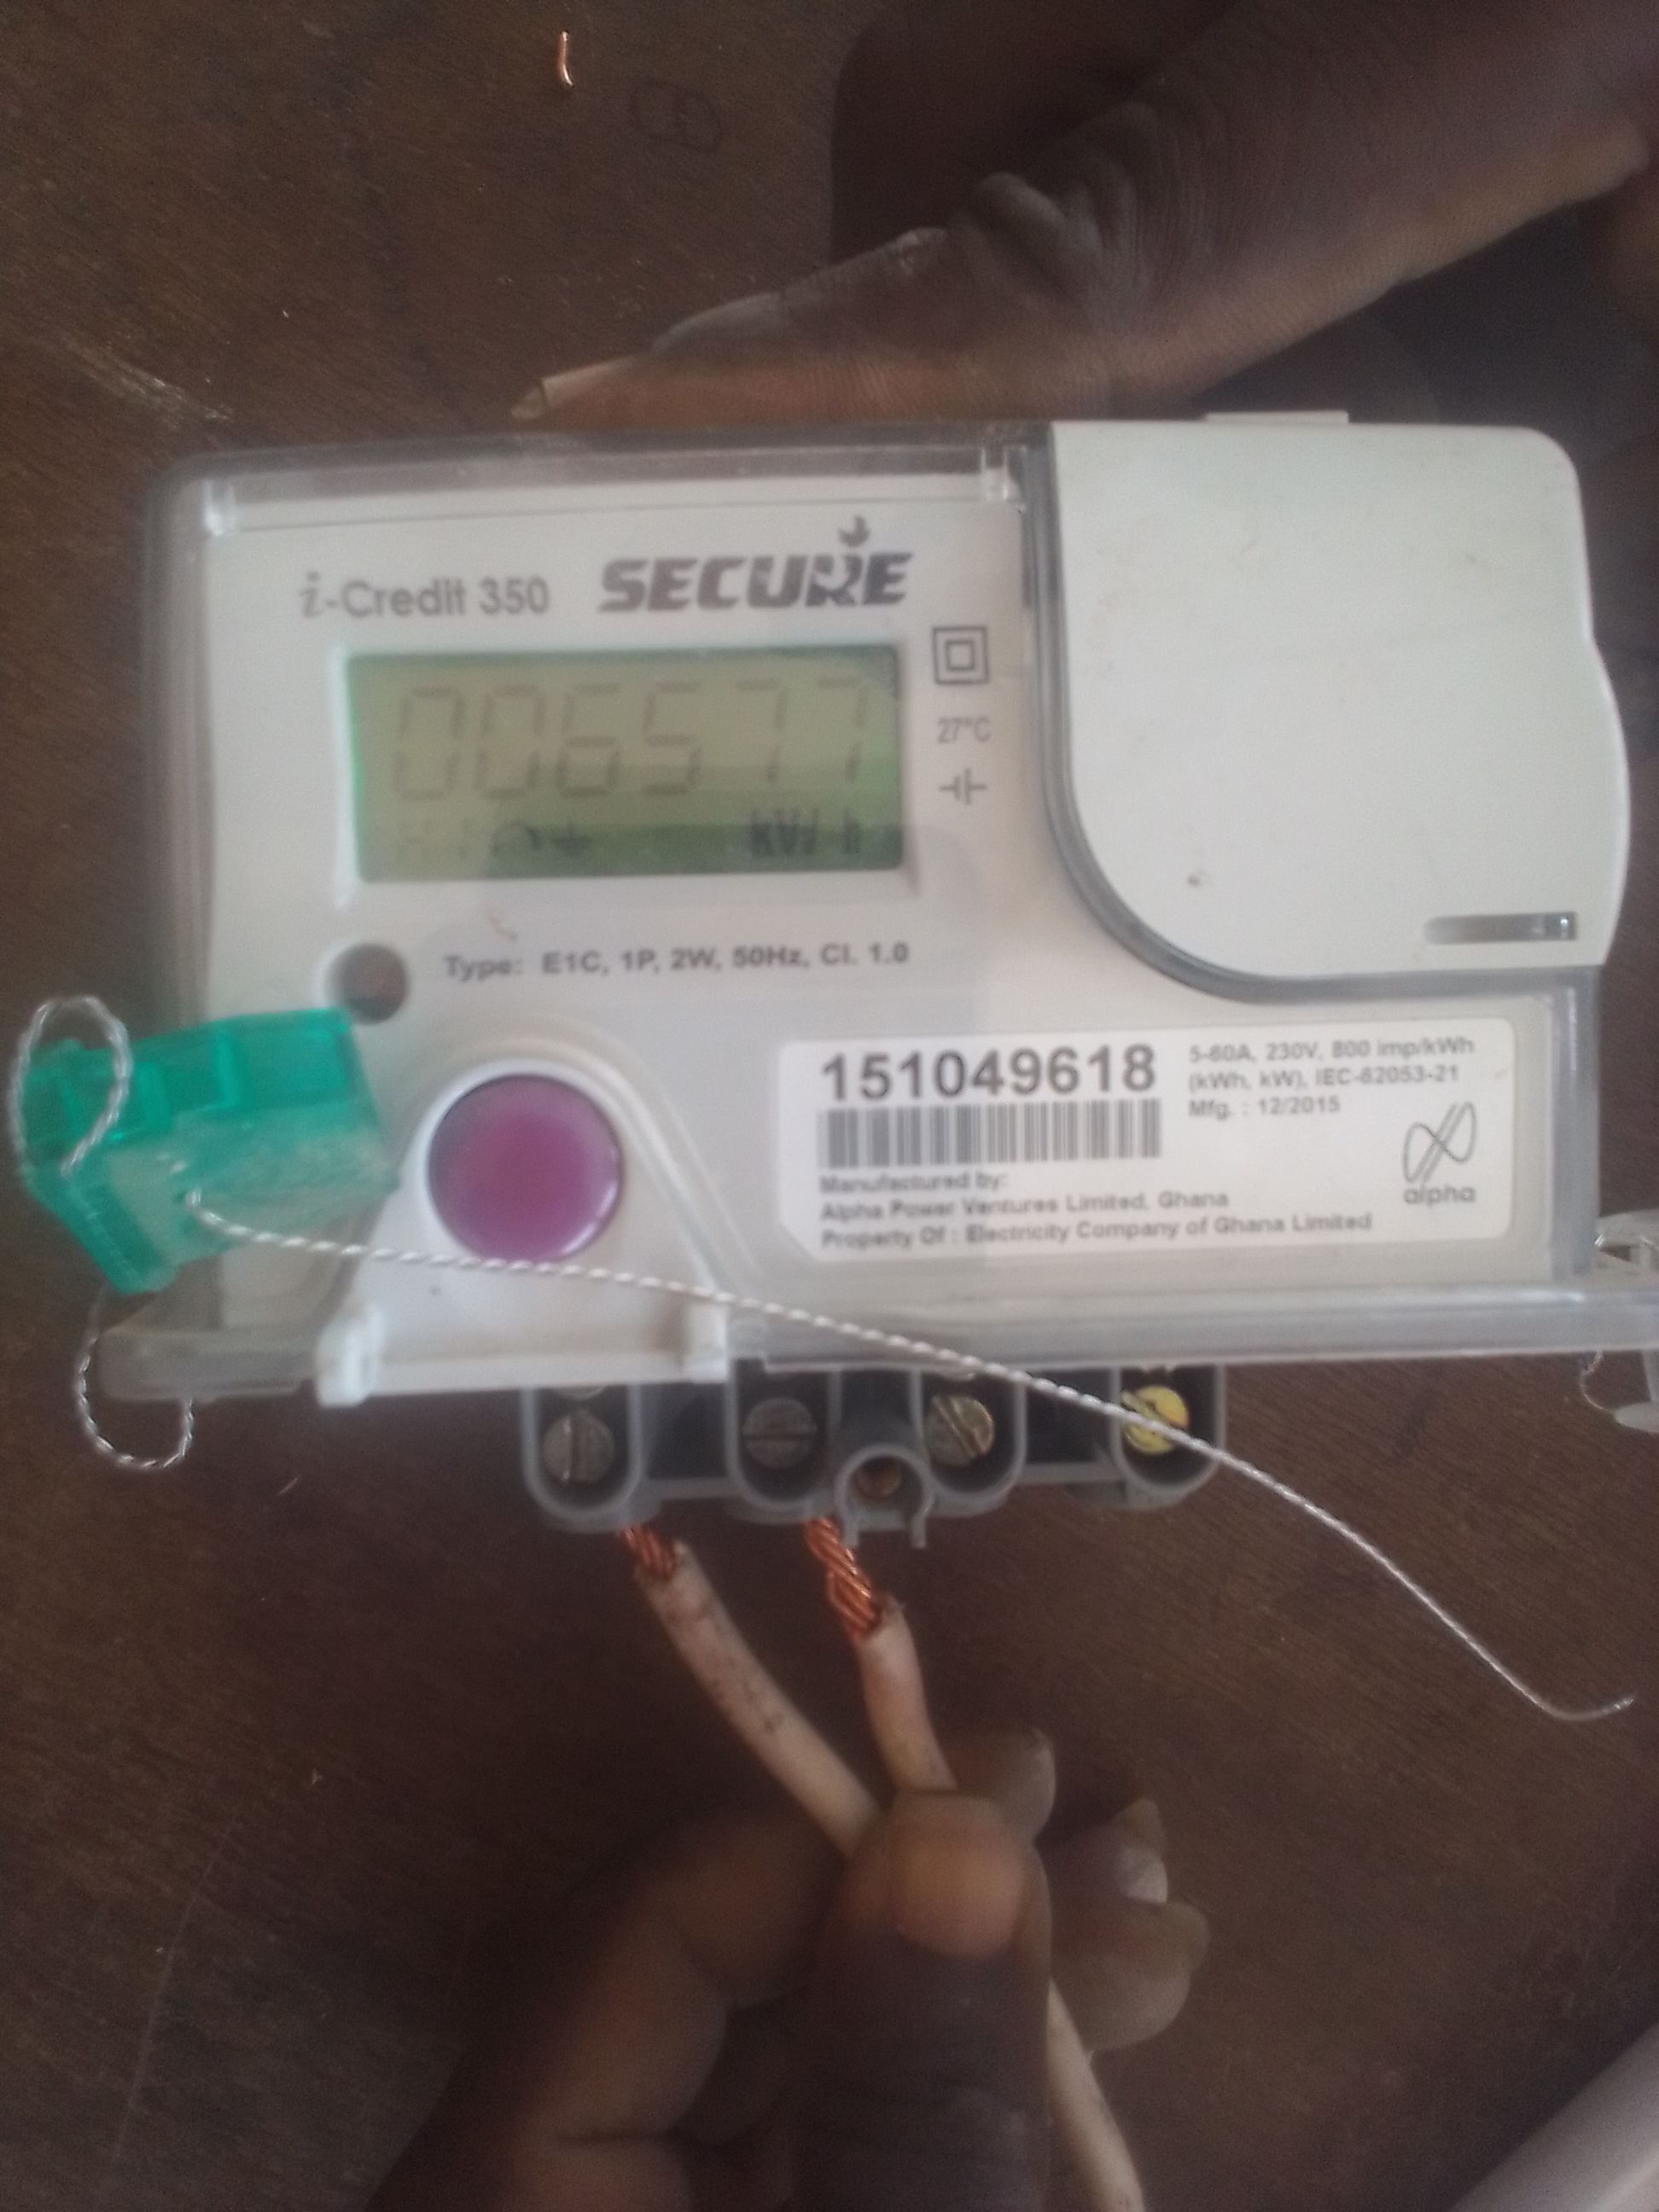 i-Credit 350 SECURE
006577
kWh
27°C
Type: E1C, 1P, 2W, 50Hz, Cl. 1.0
151049618
5-60A, 230V, 800 imp/kWh
(kWh, kW), IEC-62053-21
Mfg. : 12/2015
alpha
Manufactured by:
Alpha Power Ventures Limited, Ghana
Property Of : Electricity Company of Ghana Limited